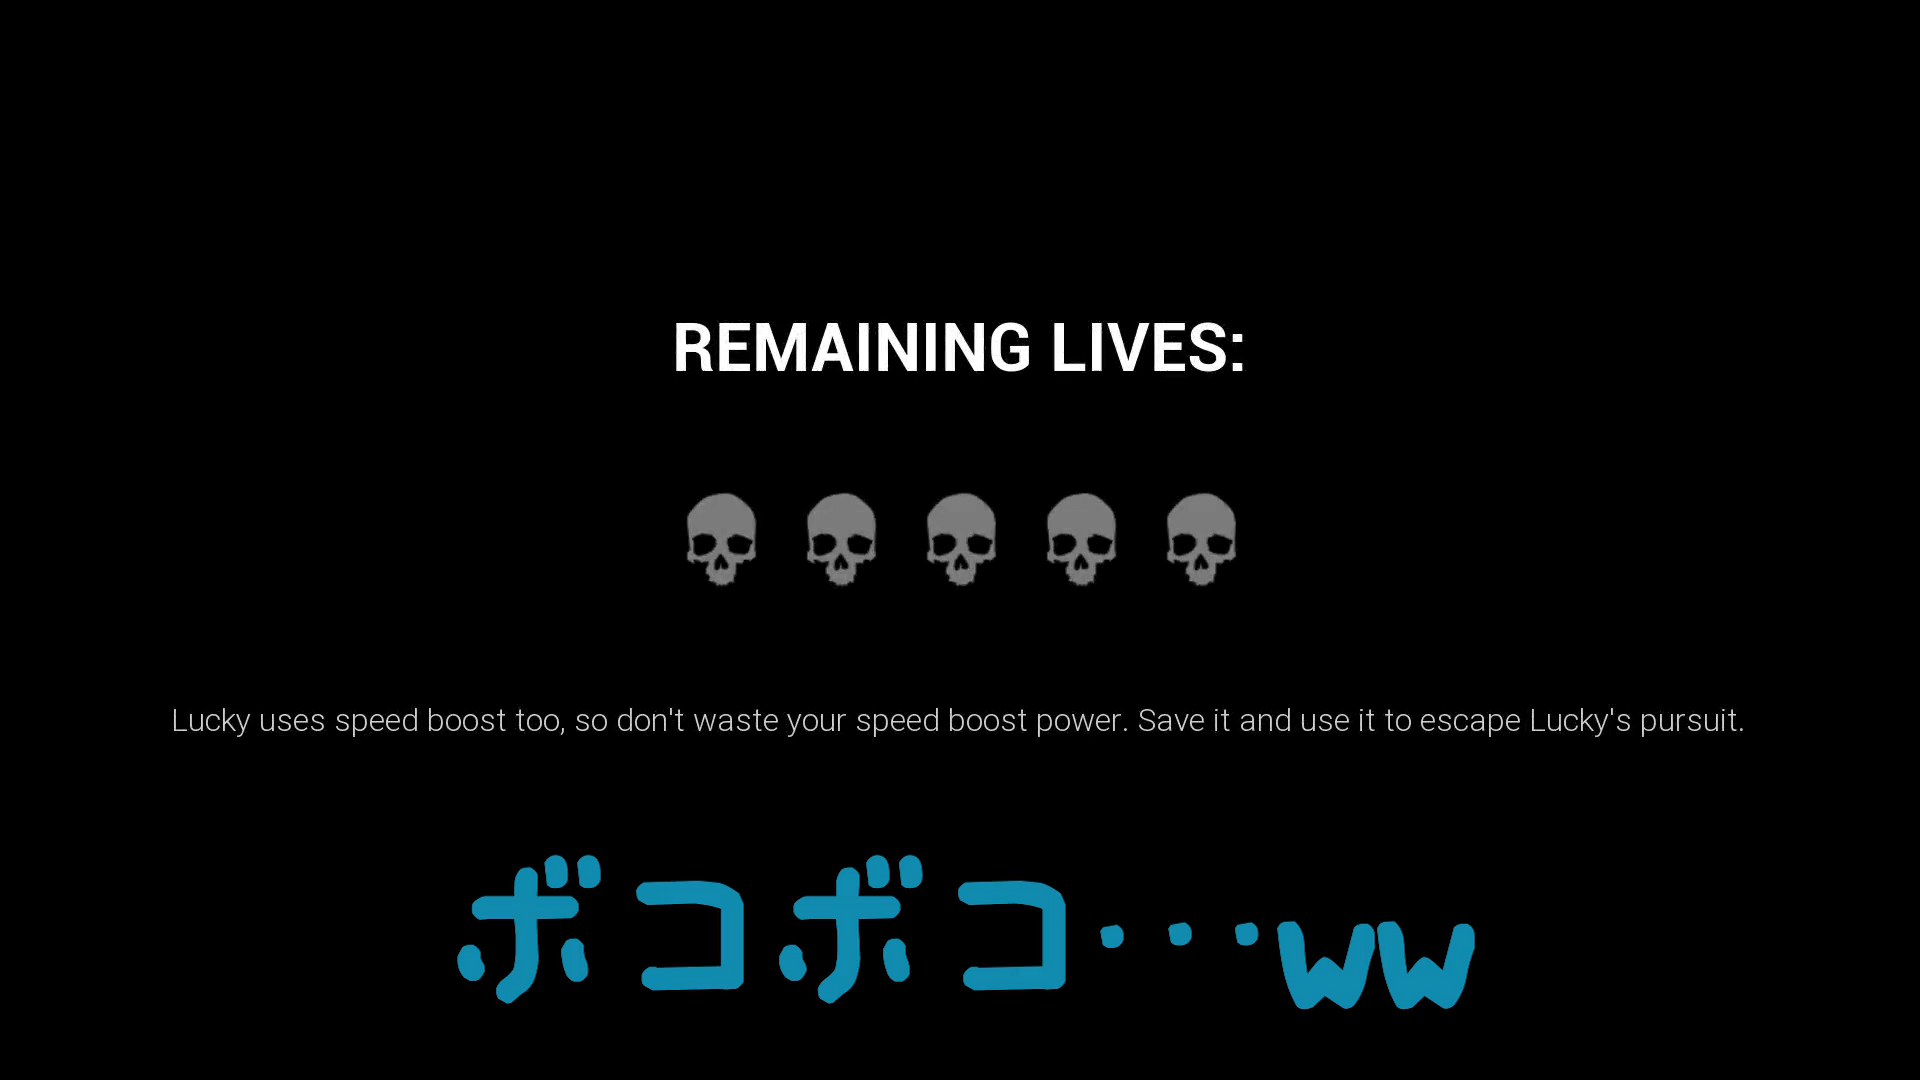 REMAINING LIVES:
Lucky uses speed boost too, so don't waste your speed boost power. Save it and use it to escape Lucky's pursuit.
ボコボコ・・・ww